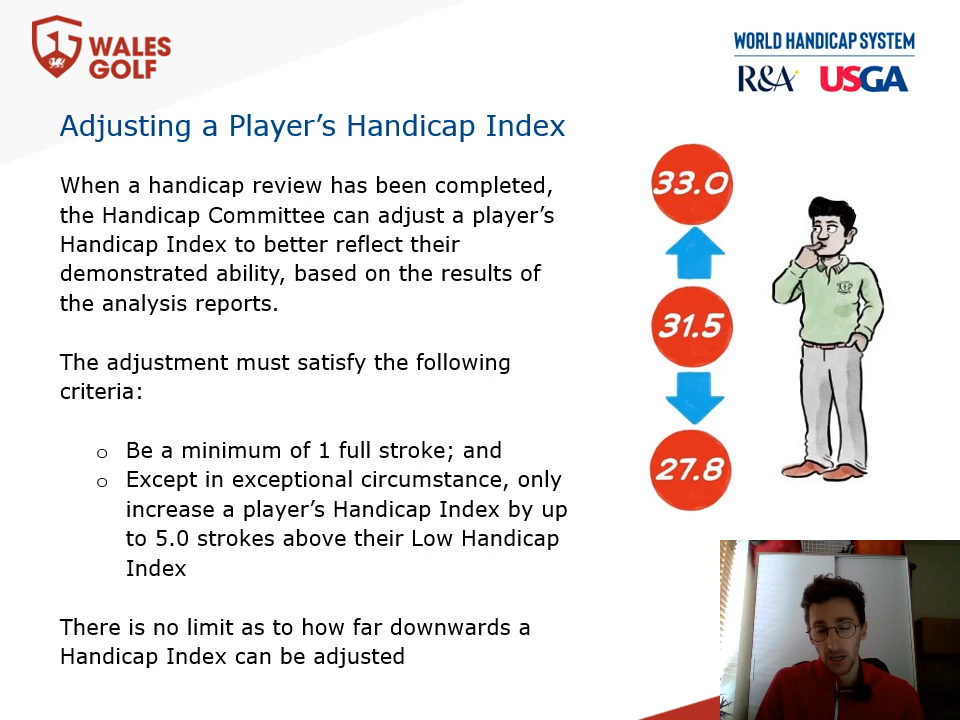 WALES
GOLF
WORLD HANDICAP SYSTEM
R&A USGA
Adjusting a Player’s Handicap Index
When a handicap review has been completed,
the Handicap Committee can adjust a player’s
Handicap Index to better reflect their
demonstrated ability, based on the results of
the analysis reports.
The adjustment must satisfy the following
criteria:
o Be a minimum of 1 full stroke; and
o Except in exceptional circumstance, only
increase a player’s Handicap Index by up
to 5.0 strokes above their Low Handicap
Index
There is no limit as to how far downwards a
Handicap Index can be adjusted
33.0
31.5
27.8